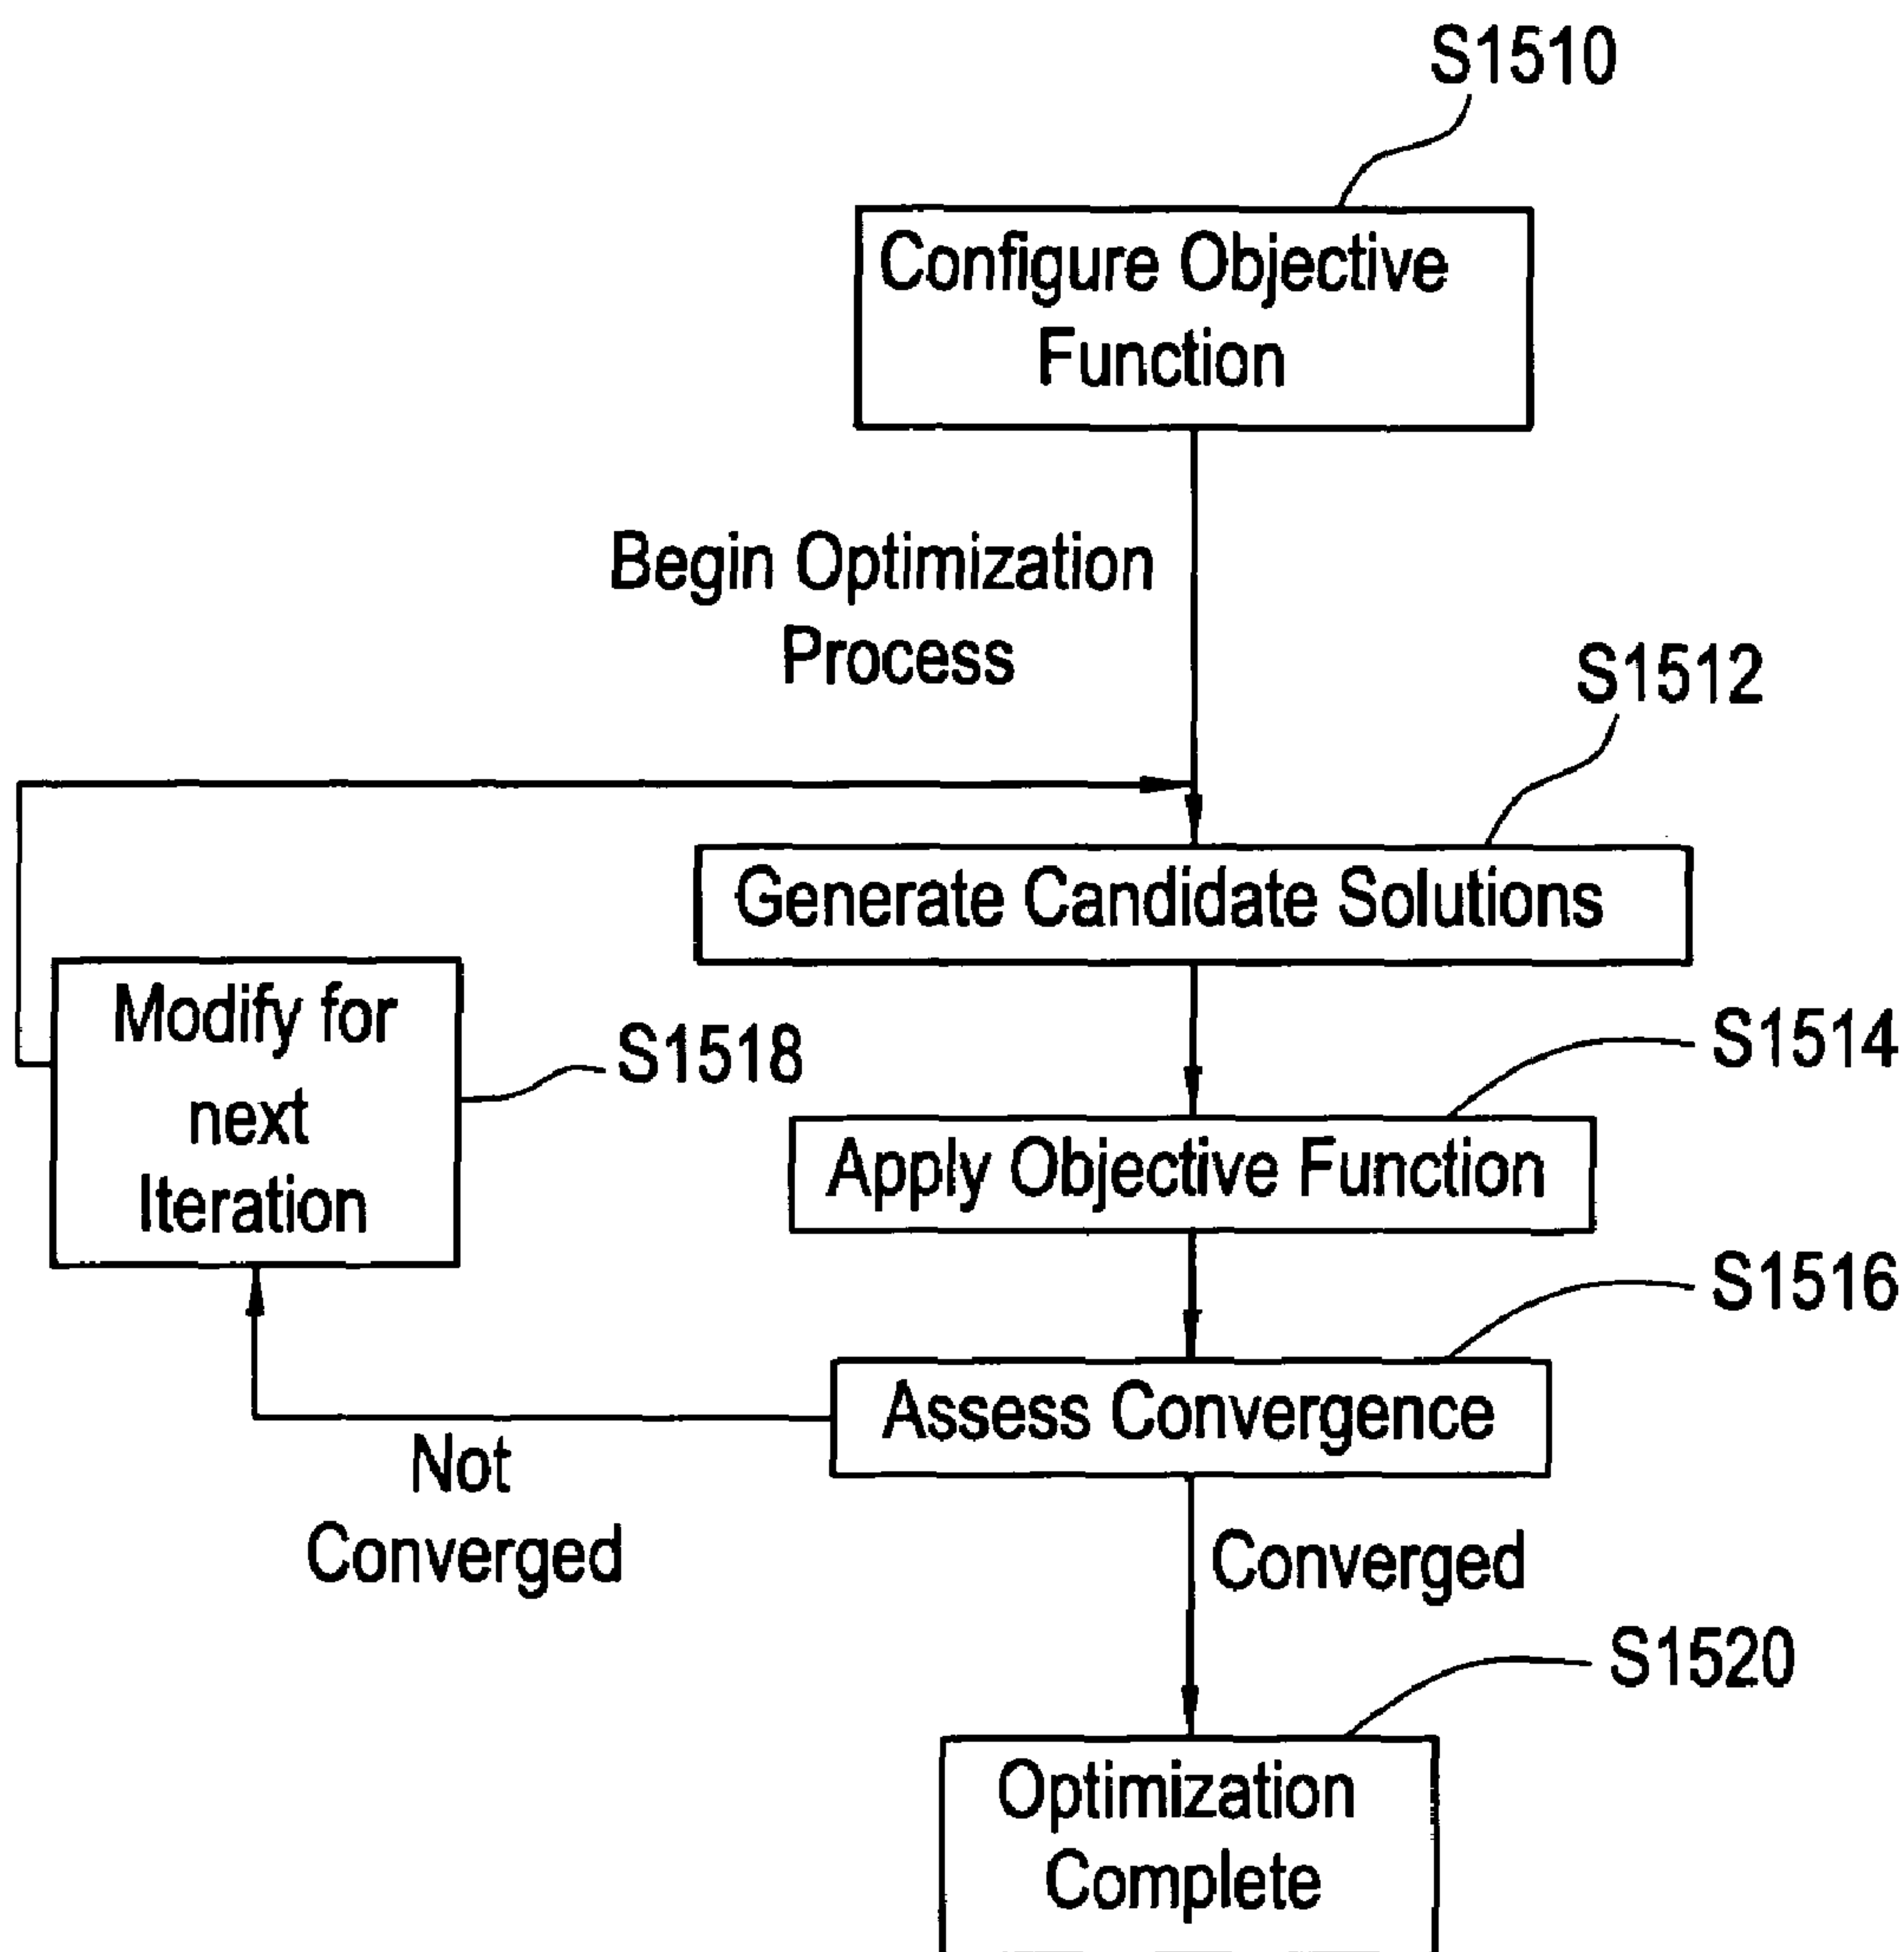 S1510
Configure Objective
Function
Begin Optimization
Process
S1512
Generate Candidate Solutions
Modify for
next
Iteration
S1518
S1514
Apply Objective Function
S1516
Assess Convergence
Not
Converged
Converged
S1520
Optimization
Complete